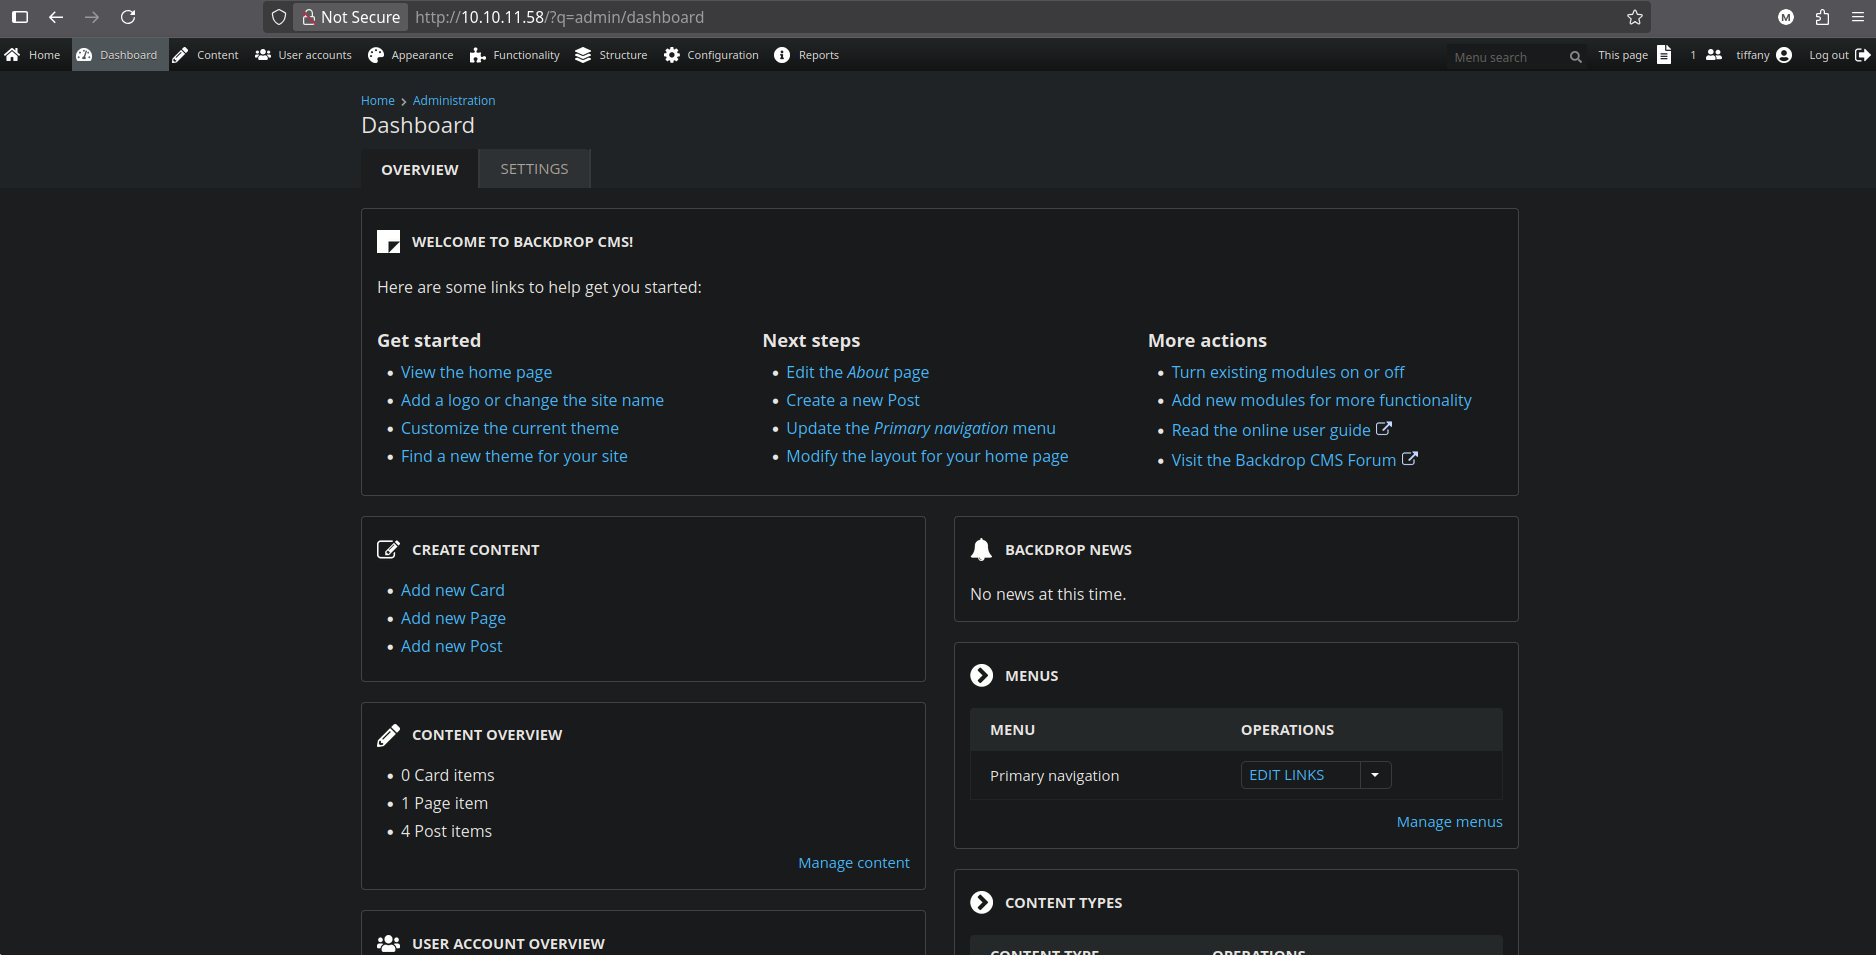 Not Secure http://10.10.11.58/?q=admin/dashboard M
Home Dashboard Content User accounts Appearance Functionality Structure Configuration Reports Menu search This page 1 tiffany Log out
Home Administration
Dashboard
OVERVIEW SETTINGS
WELCOME TO BACKDROP CMS!
Here are some links to help get you started:
Get started
View the home page
Add a logo or change the site name
Customize the current theme
Find a new theme for your site
Next steps
Edit the About page
Create a new Post
Update the Primary navigation menu
Modify the layout for your home page
More actions
Turn existing modules on or off
Add new modules for more functionality
Read the online user guide
Visit the Backdrop CMS Forum
CREATE CONTENT
Add new Card
Add new Page
Add new Post
CONTENT OVERVIEW
0 Card items
1 Page item
4 Post items
Manage content
USER ACCOUNT OVERVIEW
BACKDROP NEWS
No news at this time.
MENUS
MENU OPERATIONS
Primary navigation EDIT LINKS
Manage menus
CONTENT TYPES
CONTENT TYPE OPERATIONS